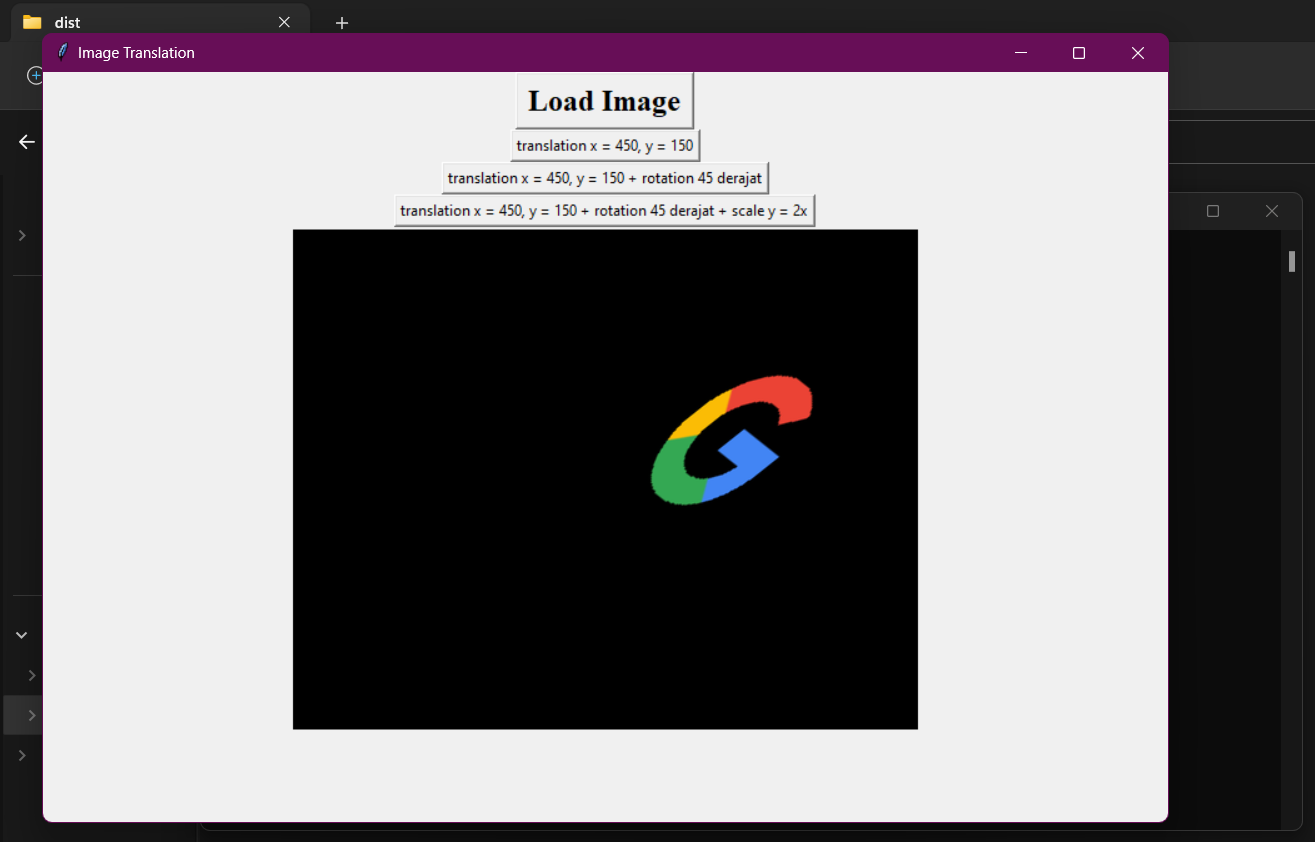 dist
Image Translation
Load Image
translation x = 450, y = 150
translation x = 450, y = 150 + rotation 45 derajat
translation x = 450, y = 150 + rotation 45 derajat + scale y = 2x
G